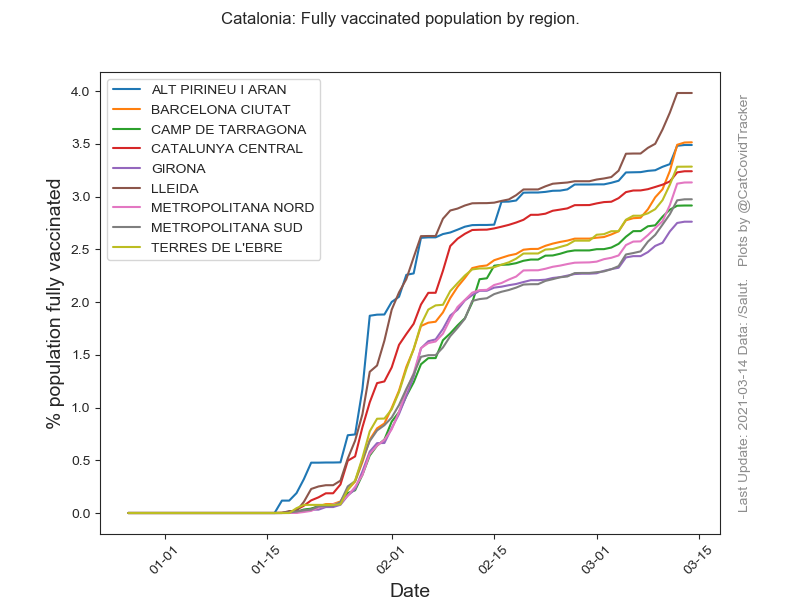 Catalonia: Fully vaccinated population by region.
ALT PIRINEU I ARAN
BARCELONA CIUTAT
CAMP DE TARRAGONA
CATALUNYA CENTRAL
GIRONA
LLEIDA
METROPOLITANA NORD
METROPOLITANA SUD
TERRES DE L'EBRE
% population fully vaccinated
4.0
3.5
3.0
2.5
2.0
1.5
1.0
0.5
0.0
01-01
01-15
02-01
02-15
03-01
03-15
Date
Last Update: 2021-03-14 Data: /Salut   Plots by @CatCovidTracker